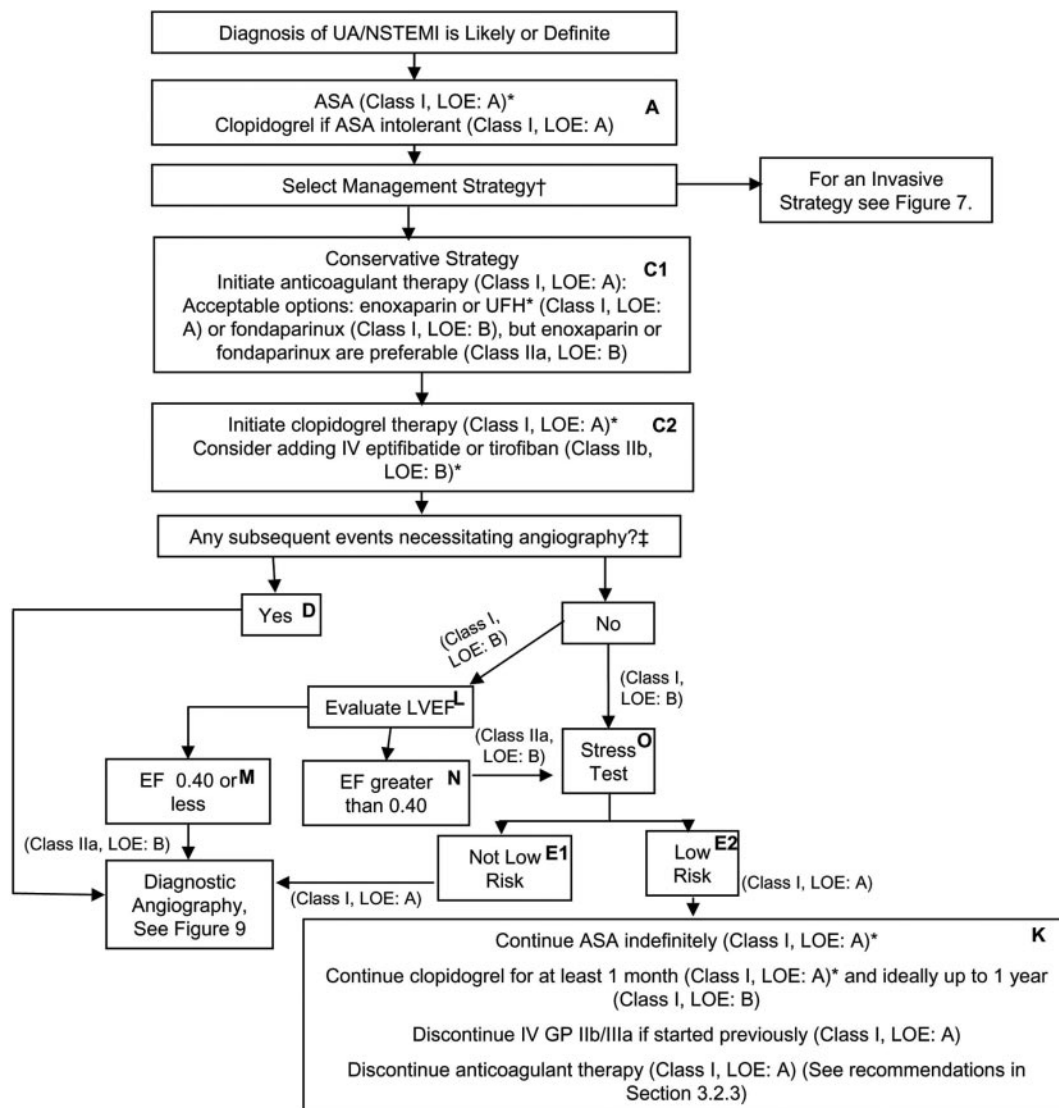 Diagnosis of UA/NSTEMI is Likely or Definite
ASA (Class I, LOE: A)*
A
Clopidogrel if ASA intolerant (Class I, LOE: A)
Select Management Strategy†
For an Invasive
Strategy see Figure 7.
Conservative Strategy
C1
Initiate anticoagulant therapy (Class I, LOE: A):
Acceptable options: enoxaparin or UFH* (Class I, LOE:
A) or fondaparinux (Class I, LOE: B), but enoxaparin or
fondaparinux are preferable (Class IIa, LOE: B)
Initiate clopidogrel therapy (Class I, LOE: A)*
C2
Consider adding IV eptifibatide or tirofiban (Class IIb,
LOE: B)*
Any subsequent events necessitating angiography?‡
Yes
D
No
(Class I,
LOE: B)
(Class I,
LOE: B)
Evaluate LVEF
L
(Class IIa,
LOE: B)
Stress
Test
O
EF 0.40 or
less
M
EF greater
than 0.40
N
(Class IIa, LOE: B)
Not Low
Risk
E1
Low
Risk
E2
(Class I, LOE: A)
(Class I, LOE: A)
Diagnostic
Angiography,
See Figure 9
Continue ASA indefinitely (Class I, LOE: A)*
K
Continue clopidogrel for at least 1 month (Class I, LOE: A)* and ideally up to 1 year
(Class I, LOE: B)
Discontinue IV GP IIb/IIIa if started previously (Class I, LOE: A)
Discontinue anticoagulant therapy (Class I, LOE: A) (See recommendations in
Section 3.2.3)